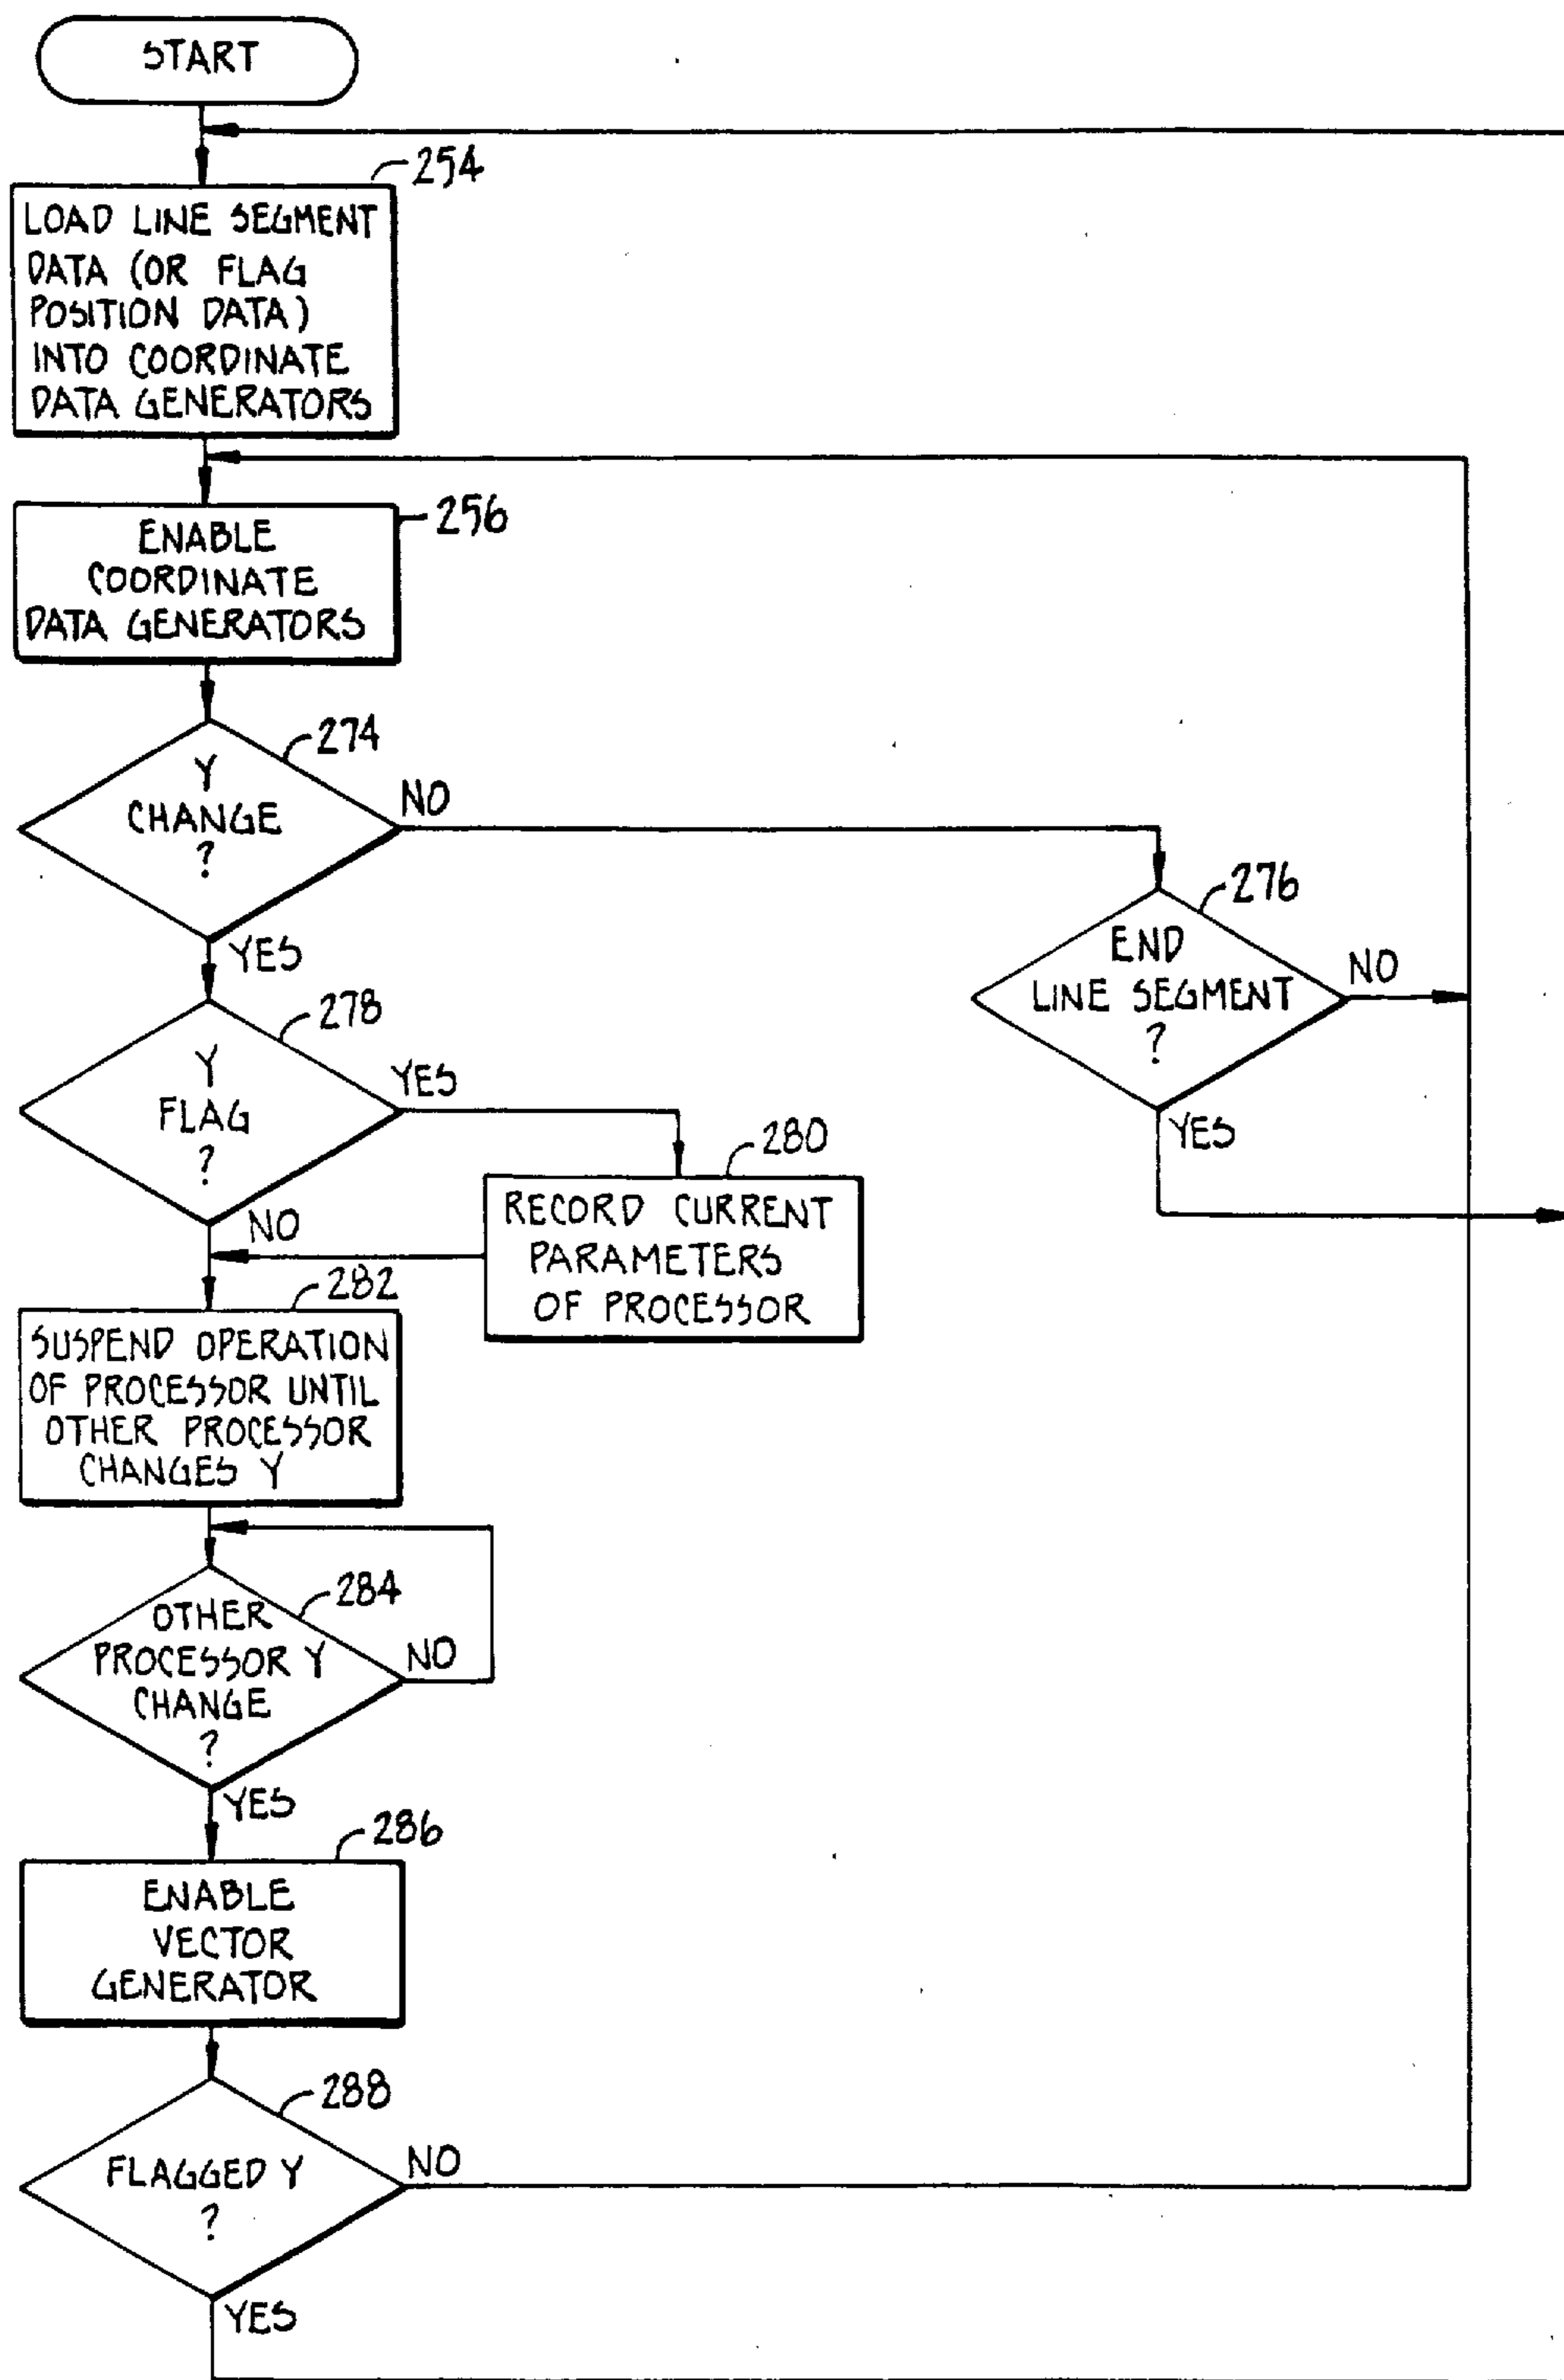 START
254
LOAD LINE SEGMENT
DATA (OR FLAG
POSITION DATA)
INTO COORDINATE
DATA GENERATORS
256
ENABLE
COORDINATE
DATA GENERATORS
274
Y
CHANGE
?
NO
YES
276
END
LINE SEGMENT
?
NO
YES
278
Y
FLAG
?
YES
NO
280
RECORD CURRENT
PARAMETERS
OF PROCESSOR
282
SUSPEND OPERATION
OF PROCESSOR UNTIL
OTHER PROCESSOR
CHANGES Y
284
OTHER
PROCESSOR Y
CHANGE
?
NO
YES
286
ENABLE
VECTOR
GENERATOR
288
FLAGGED Y
?
NO
YES